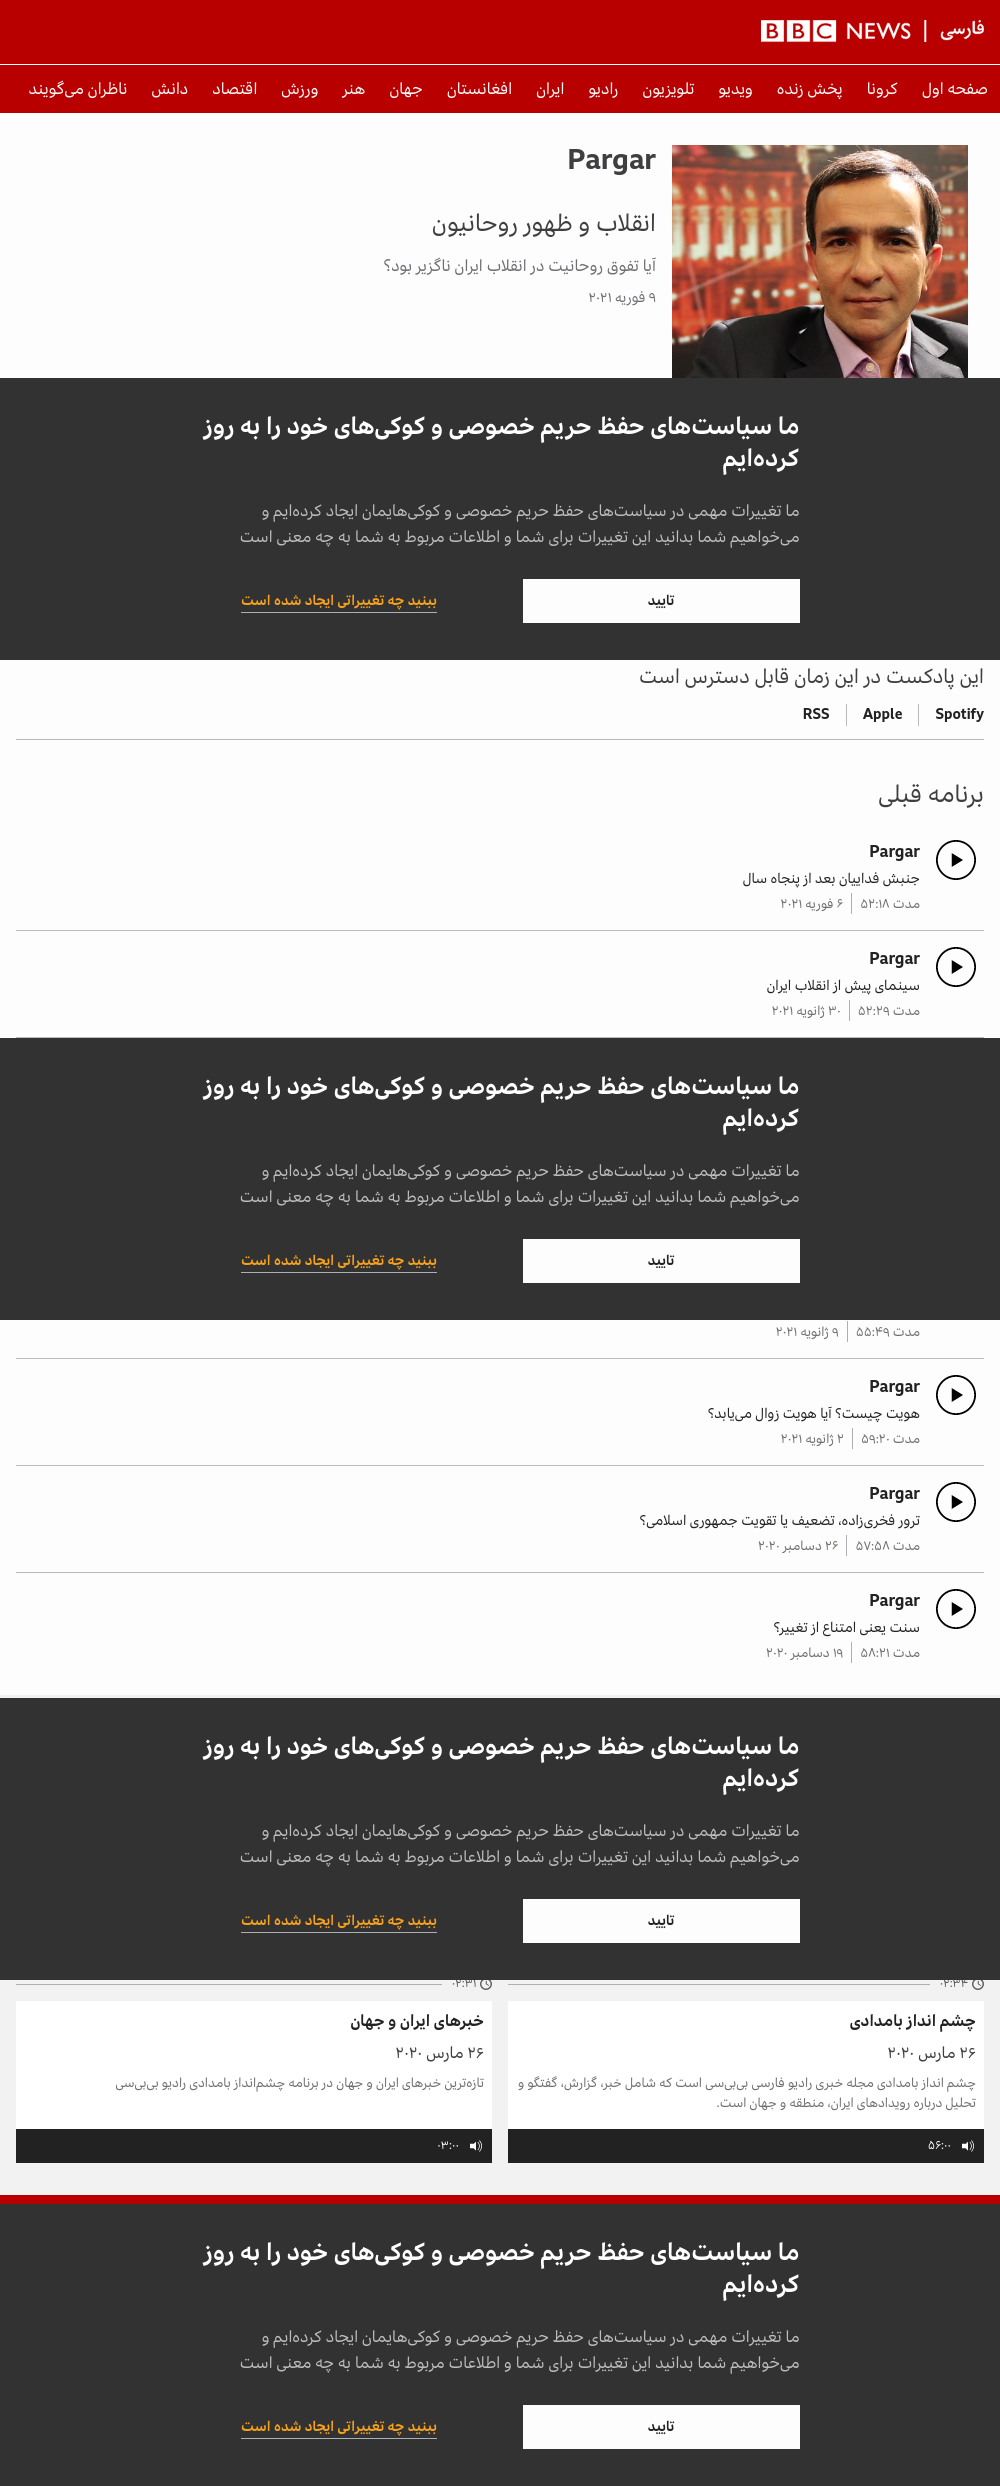 BBC NEWS | فارسی
صفحه اول کرونا پخش زنده ویدیو تلویزیون رادیو ایران افغانستان جهان هنر ورزش اقتصاد دانش ناظران می‌گویند
Pargar
انقلاب و ظهور روحانیون
آیا تفوق روحانیت در انقلاب ایران ناگزیر بود؟
۹ فوریه ۲۰۲۱
ما سیاست‌های حفظ حریم خصوصی و کوکی‌های خود را به روز
کرده‌ایم
ما تغییرات مهمی در سیاست‌های حفظ حریم خصوصی و کوکی‌هایمان ایجاد کرده‌ایم و
می‌خواهیم شما بدانید این تغییرات برای شما و اطلاعات مربوط به شما به چه معنی است
تایید ببنید چه تغییراتی ایجاد شده است
این پادکست در این زمان قابل دسترس است
Spotify Apple RSS
برنامه قبلی
Pargar
جنبش فداییان بعد از پنجاه سال
مدت ۵۲:۱۸ ۶ فوریه ۲۰۲۱
Pargar
سینمای پیش از انقلاب ایران
مدت ۵۲:۲۹ ۳۰ ژانویه ۲۰۲۱
ما سیاست‌های حفظ حریم خصوصی و کوکی‌های خود را به روز
کرده‌ایم
ما تغییرات مهمی در سیاست‌های حفظ حریم خصوصی و کوکی‌هایمان ایجاد کرده‌ایم و
می‌خواهیم شما بدانید این تغییرات برای شما و اطلاعات مربوط به شما به چه معنی است
تایید ببنید چه تغییراتی ایجاد شده است
مدت ۵۵:۴۹ ۹ ژانویه ۲۰۲۱
Pargar
هویت چیست؟ آیا هویت زوال می‌یابد؟
مدت ۵۹:۲۰ ۲ ژانویه ۲۰۲۱
Pargar
ترور فخری‌زاده، تضعیف یا تقویت جمهوری اسلامی؟
مدت ۵۷:۵۸ ۲۶ دسامبر ۲۰۲۰
Pargar
سنت یعنی امتناع از تغییر؟
مدت ۵۸:۲۱ ۱۹ دسامبر ۲۰۲۰
ما سیاست‌های حفظ حریم خصوصی و کوکی‌های خود را به روز
کرده‌ایم
ما تغییرات مهمی در سیاست‌های حفظ حریم خصوصی و کوکی‌هایمان ایجاد کرده‌ایم و
می‌خواهیم شما بدانید این تغییرات برای شما و اطلاعات مربوط به شما به چه معنی است
تایید ببنید چه تغییراتی ایجاد شده است
۰۲:۳۴
چشم انداز بامدادی
۲۶ مارس ۲۰۲۰
چشم انداز بامدادی مجله خبری رادیو فارسی بی‌بی‌سی است که شامل خبر، گزارش، گفتگو و
تحلیل درباره رویدادهای ایران، منطقه و جهان است.
۵۶:۰۰
۰۲:۳۱
خبرهای ایران و جهان
۲۶ مارس ۲۰۲۰
تازه‌ترین خبرهای ایران و جهان در برنامه چشم‌انداز بامدادی رادیو بی‌بی‌سی
۰۳:۰۰
ما سیاست‌های حفظ حریم خصوصی و کوکی‌های خود را به روز
کرده‌ایم
ما تغییرات مهمی در سیاست‌های حفظ حریم خصوصی و کوکی‌هایمان ایجاد کرده‌ایم و
می‌خواهیم شما بدانید این تغییرات برای شما و اطلاعات مربوط به شما به چه معنی است
تایید ببنید چه تغییراتی ایجاد شده است